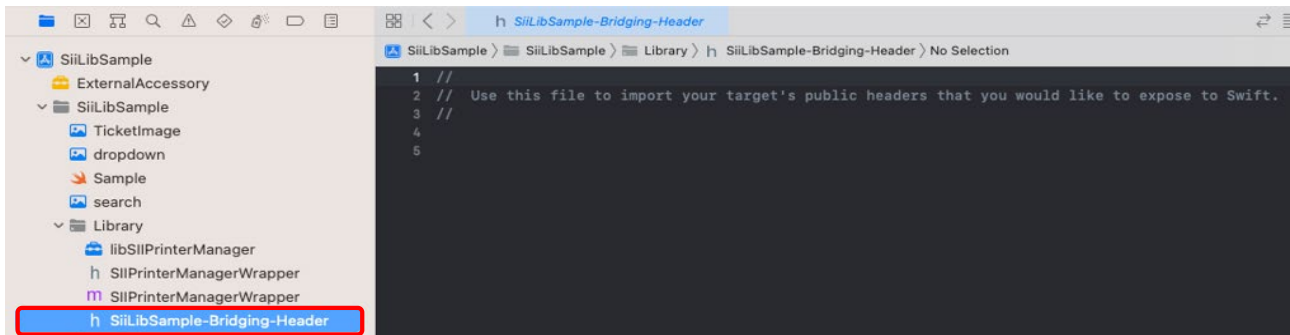 h SiiLibSample-Bridging-Header
SiiLibSample
ExternalAccessory
SiiLibSample
TicketImage
dropdown
Sample
search
Library
libSIIPrinterManager
h SIIPrinterManagerWrapper
m SIIPrinterManagerWrapper
h SiiLibSample-Bridging-Header
SiiLibSample 〉 SiiLibSample 〉 Library 〉 h SiiLibSample-Bridging-Header 〉 No Selection
1 //
2 // Use this file to import your target's public headers that you would like to expose to Swift.
3 //
4
5